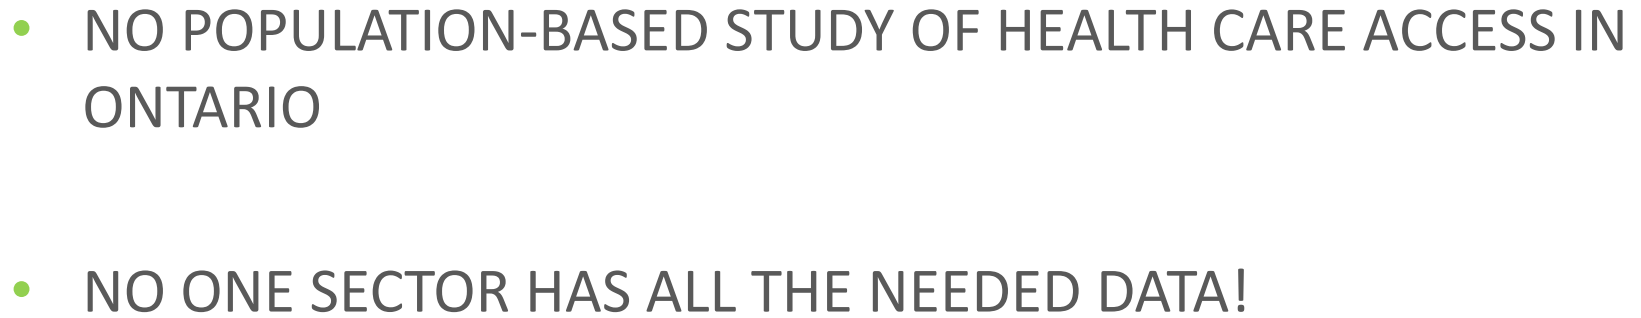 • NO POPULATION-BASED STUDY OF HEALTH CARE ACCESS IN
ONTARIO
• NO ONE SECTOR HAS ALL THE NEEDED DATA!